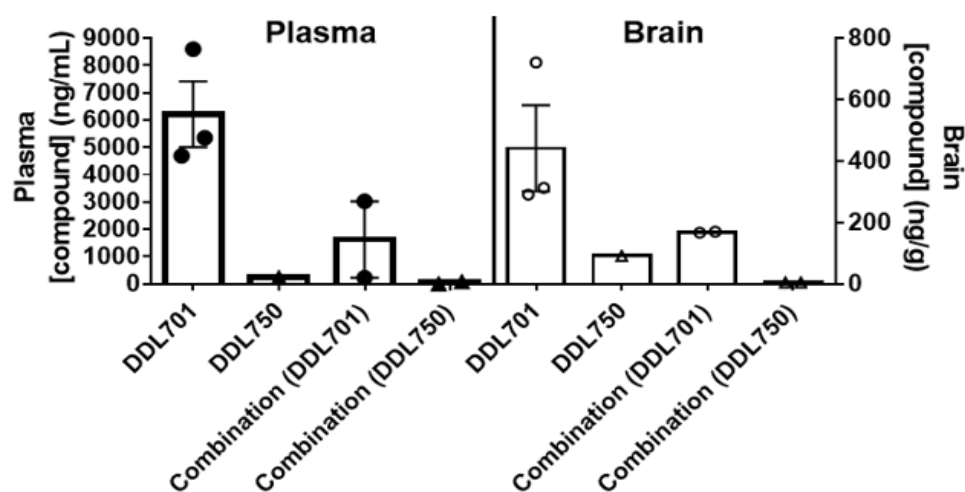 Plasma
Brain
Plasma
[compound] (ng/mL)
9000
8000
7000
6000
5000
4000
3000
2000
1000
0
800
600
400
200
0
Brain
[compound] (ng/g)
DDL701
DDL750
Combination (DDL701)
Combination (DDL750)
DDL701
DDL750
Combination (DDL701)
Combination (DDL750)